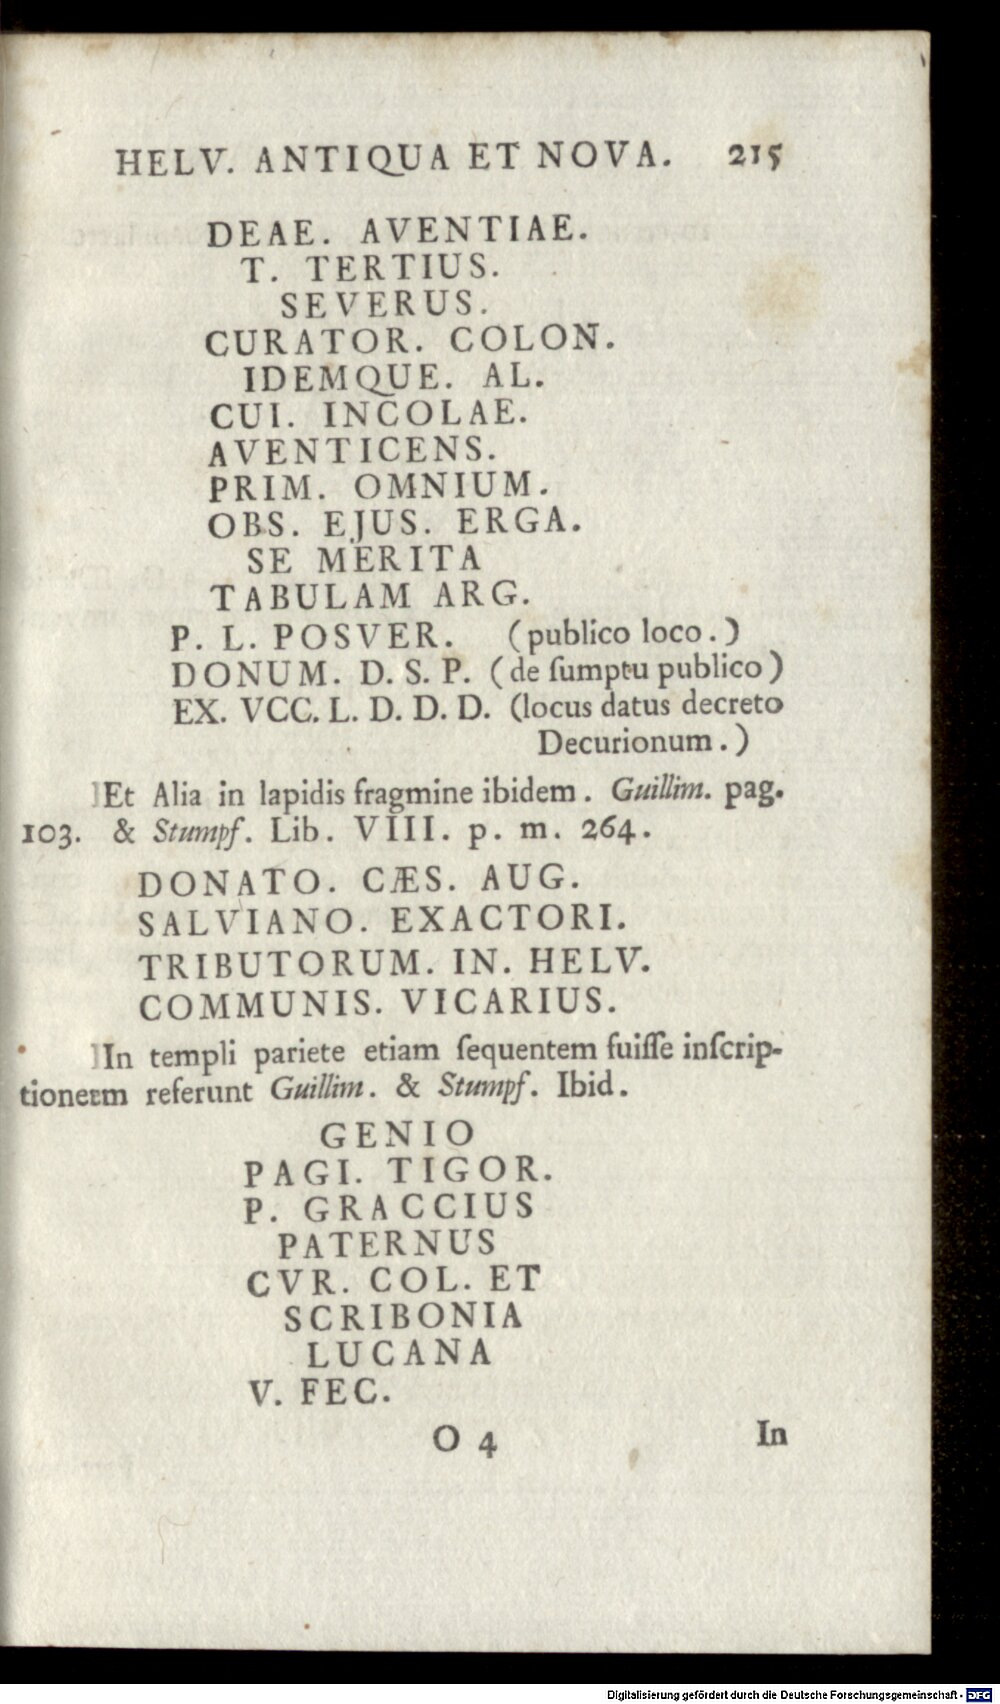 HELV. ANTIQUA ET NOVA. 215
DEAE. AVENTIAE.
T. TERTIUS.
SEVERUS.
CURATOR. COLON.
IDEMQUE. AL.
CUI. INCOLAE.
AVENTICENS.
PRIM. OMNIUM.
OBS. EJUS. ERGA.
SE MERITA
TABULAM ARG.
P. L. POSVER. (publico loco.)
DONUM. D. S. P. (de ſumptu publico)
EX. VCC. L. D. D. D. (locus datus decreto
Decurionum.)
Et Alia in lapidis fragmine ibidem. Guillim. pag.
103. & Stumpf. Lib. VIII. p. m. 264.
DONATO. CÆS. AUG.
SALVIANO. EXACTORI.
TRIBUTORUM. IN. HELV.
COMMUNIS. VICARIUS.
In templi pariete etiam ſequentem fuiſſe inſcrip-
tionem referunt Guillim. & Stumpf. Ibid.
GENIO
PAGI. TIGOR.
P. GRACCIUS
PATERNUS
CVR. COL. ET
SCRIBONIA
LUCANA
V. FEC.
O 4 In
Digitalisierung gefördert durch die Deutsche Forschungsgemeinschaft - DFG